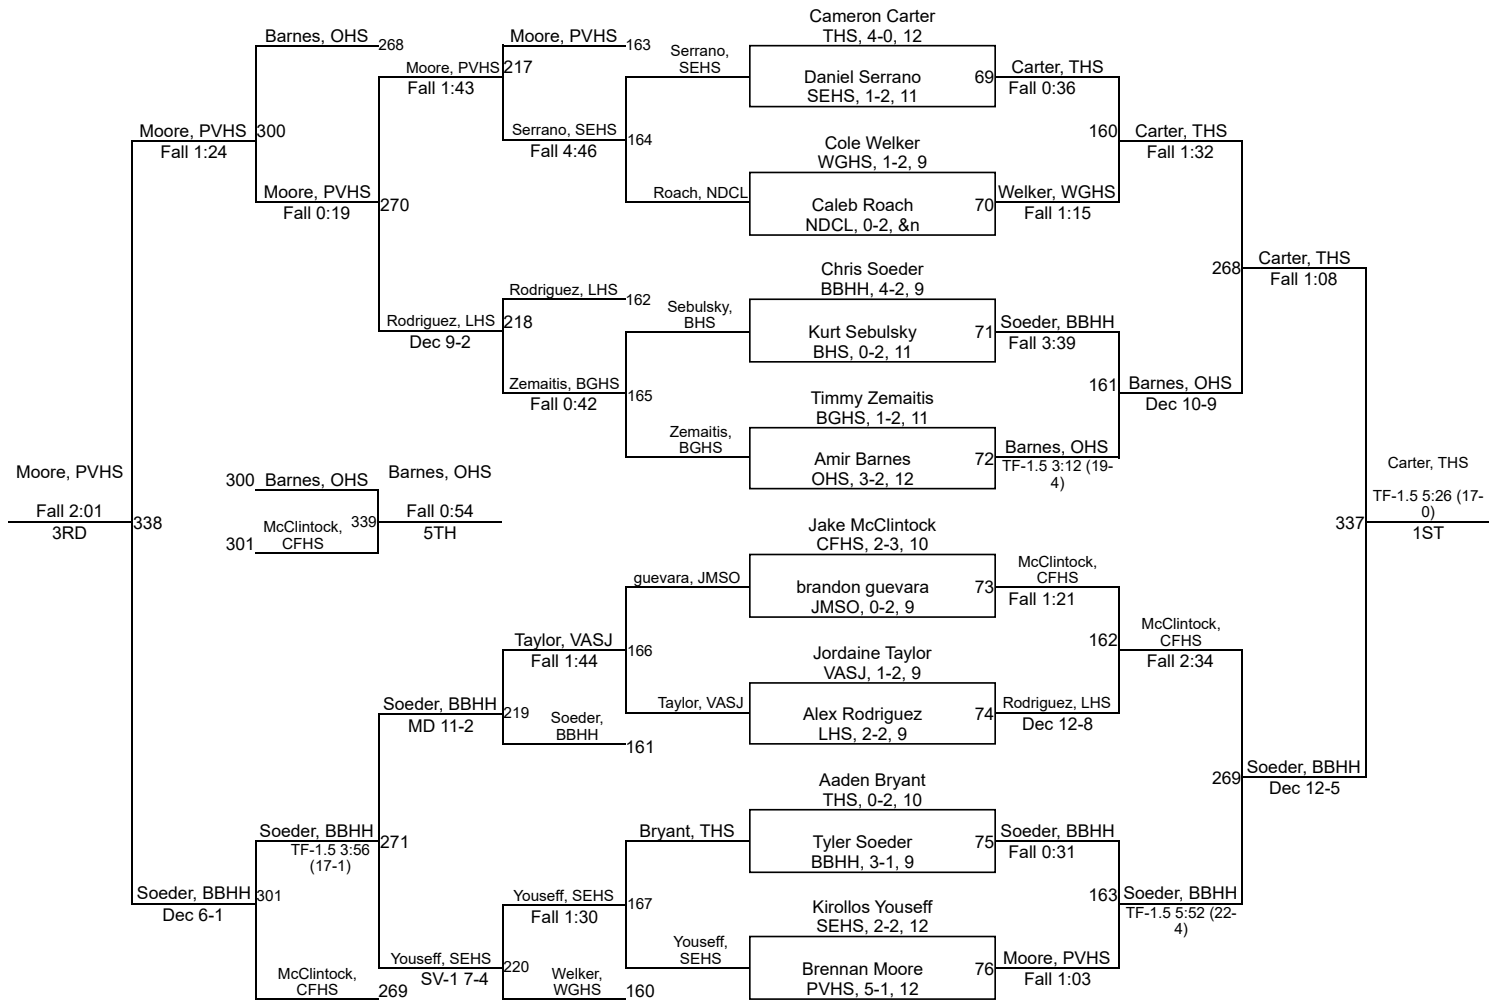 Cameron Carter
THS, 4-0, 12
Barnes, OHS
268
Moore, PVHS
163
Serrano,
SEHS
Moore, PVHS
217
Fall 1:43
Daniel Serrano
SEHS, 1-2, 11
69
Carter, THS
Fall 0:36
Moore, PVHS
300
Fall 1:24
Serrano, SEHS
164
Fall 4:46
160
Carter, THS
Fall 1:32
Cole Welker
WGHS, 1-2, 9
Moore, PVHS
Fall 0:19
270
Roach, NDCL
Caleb Roach
NDCL, 0-2, &n
70
Welker, WGHS
Fall 1:15
268
Carter, THS
Fall 1:08
Chris Soeder
BBHH, 4-2, 9
Rodriguez, LHS
162
Sebulsky,
BHS
Rodriguez, LHS
218
Dec 9-2
Kurt Sebulsky
BHS, 0-2, 11
71
Soeder, BBHH
Fall 3:39
Zemaitis, BGHS
165
Fall 0:42
161
Barnes, OHS
Dec 10-9
Timmy Zemaitis
BGHS, 1-2, 11
Zemaitis,
BGHS
Amir Barnes
OHS, 3-2, 12
72
Barnes, OHS
TF-1.5 3:12 (19-
4)
Moore, PVHS
Fall 2:01
3RD
338
300
Barnes, OHS
301
McClintock,
CFHS
339
Barnes, OHS
Fall 0:54
5TH
337
Carter, THS
TF-1.5 5:26 (17-
0)
1ST
Jake McClintock
CFHS, 2-3, 10
guevara, JMSO
brandon guevara
JMSO, 0-2, 9
73
McClintock,
CFHS
Fall 1:21
Taylor, VASJ
166
Fall 1:44
162
McClintock,
CFHS
Fall 2:34
Jordaine Taylor
VASJ, 1-2, 9
Soeder, BBHH
219
MD 11-2
Soeder,
BBHH
161
Taylor, VASJ
Alex Rodriguez
LHS, 2-2, 9
74
Rodriguez, LHS
Dec 12-8
269
Soeder, BBHH
Dec 12-5
Aaden Bryant
THS, 0-2, 10
Soeder, BBHH
271
TF-1.5 3:56
(17-1)
Bryant, THS
Tyler Soeder
BBHH, 3-1, 9
75
Soeder, BBHH
Fall 0:31
Soeder, BBHH
301
Dec 6-1
Youseff, SEHS
167
Fall 1:30
163
Soeder, BBHH
TF-1.5 5:52 (22-
4)
Kirollos Youseff
SEHS, 2-2, 12
McClintock,
CFHS
269
Youseff, SEHS
220
SV-1 7-4
Welker,
WGHS
160
Youseff,
SEHS
Brennan Moore
PVHS, 5-1, 12
76
Moore, PVHS
Fall 1:03